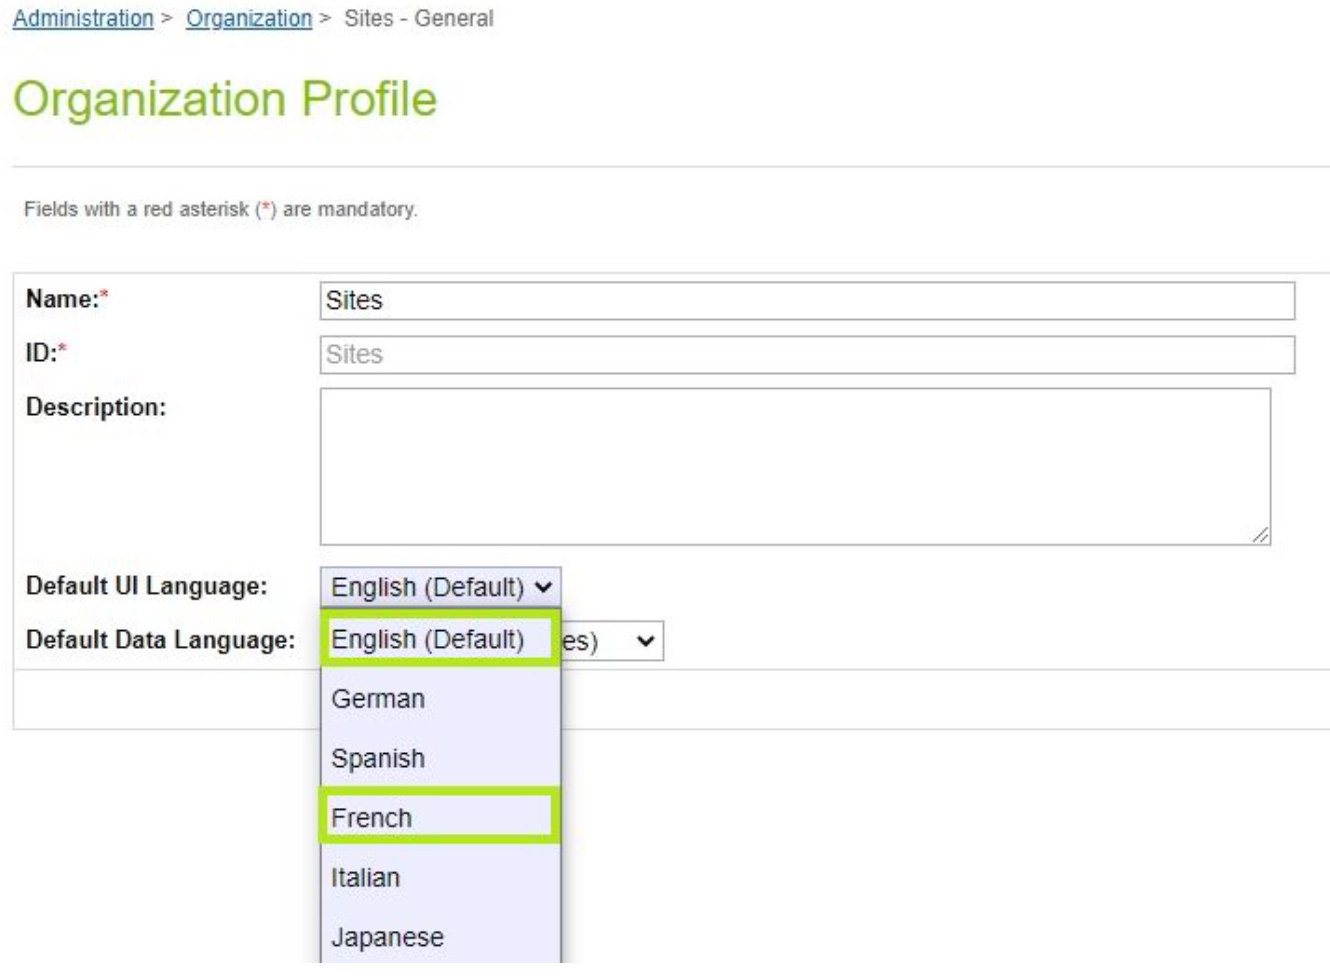 Administration > Organization > Sites - General
Organization Profile
Fields with a red asterisk (*) are mandatory.
Name:* Sites
ID:* Sites
Description:
Default UI Language: English (Default)
Default Data Language: English (Default) es)
German
Spanish
French
Italian
Japanese